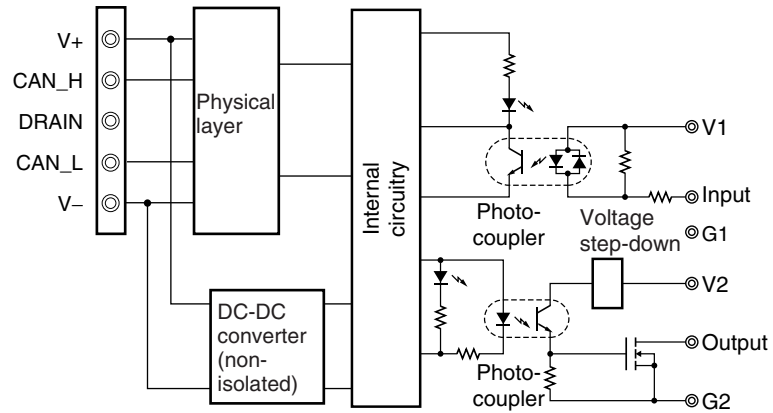 V+
CAN_H
DRAIN
CAN_L
V–
Physical
layer
DC-DC
converter
(non-
isolated)
Internal
circuitry
Photo-
coupler
Voltage
step-down
Photo-
coupler
V1
Input
G1
V2
Output
G2